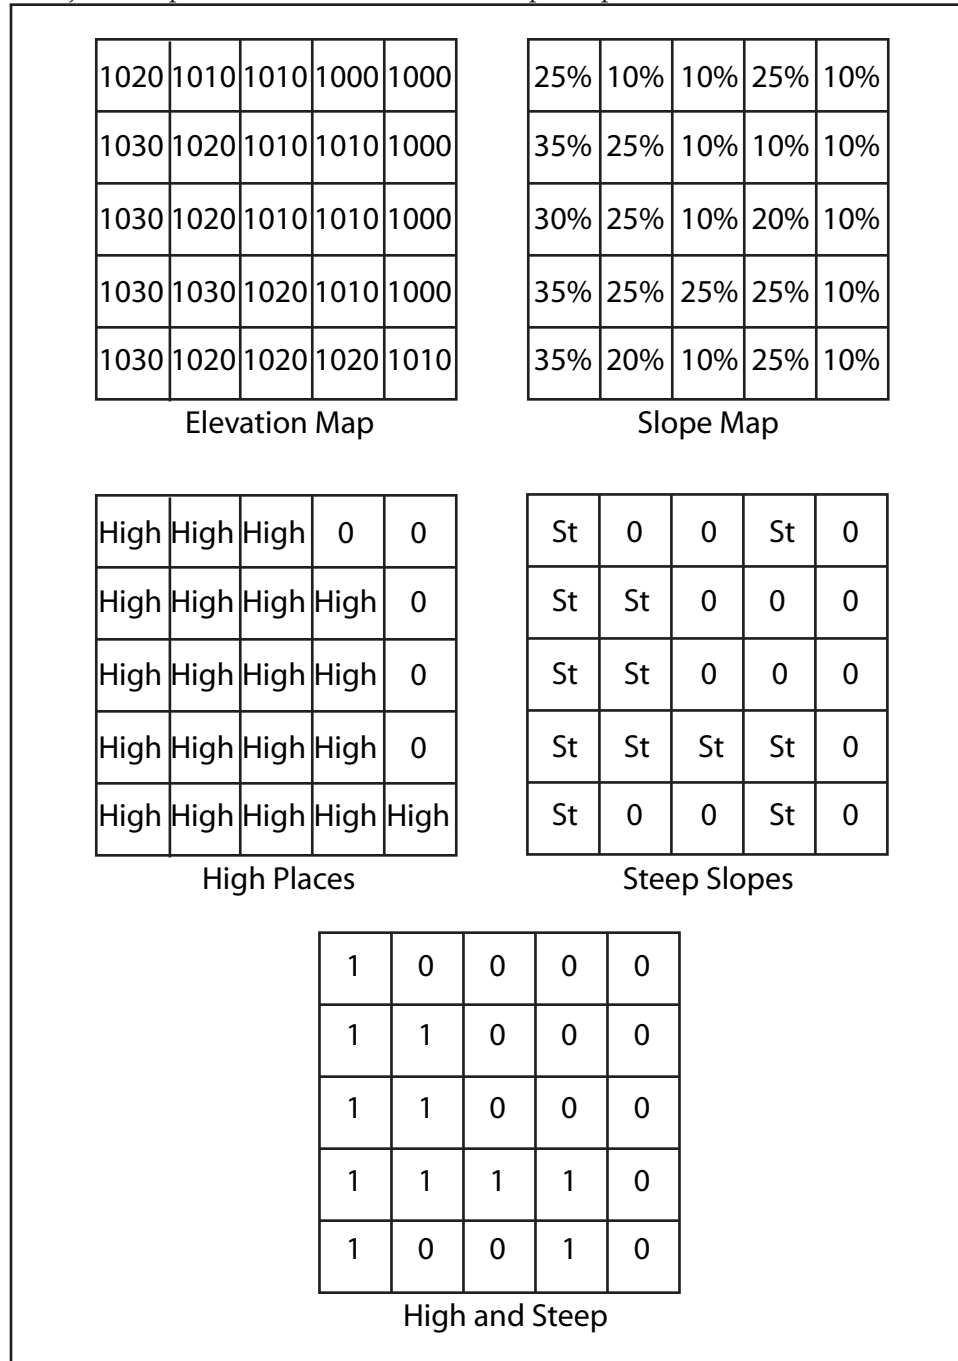 1020 1010 1010 1000 1000 25% 10% 10% 25% 10%
1030 1020 1010 1010 1000 35% 25% 10% 10% 10%
1030 1020 1010 1010 1000 30% 25% 10% 20% 10%
1030 1030 1020 1010 1000 35% 25% 25% 25% 10%
1030 1020 1020 1020 1010 35% 20% 10% 25% 10%
Elevation Map Slope Map
High High High 0 0 St 0 0 St 0
High High High High 0 St St 0 0 0
High High High High 0 St St 0 0 0
High High High High 0 St St St St 0
High High High High High St 0 0 St 0
High Places Steep Slopes
1 0 0 0 0
1 1 0 0 0
1 1 0 0 0
1 1 1 1 0
1 0 0 1 0
High and Steep